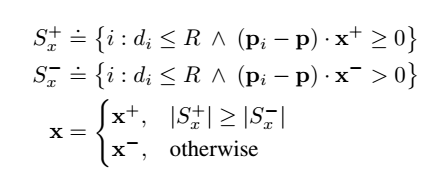 S_x^+ ≐ {i : d_i ≤ R ∧ (p_i − p) · x^+ ≥ 0}
S_x^− ≐ {i : d_i ≤ R ∧ (p_i − p) · x^− > 0}
x = { x^+, |S_x^+| ≥ |S_x^−|
x^−, otherwise